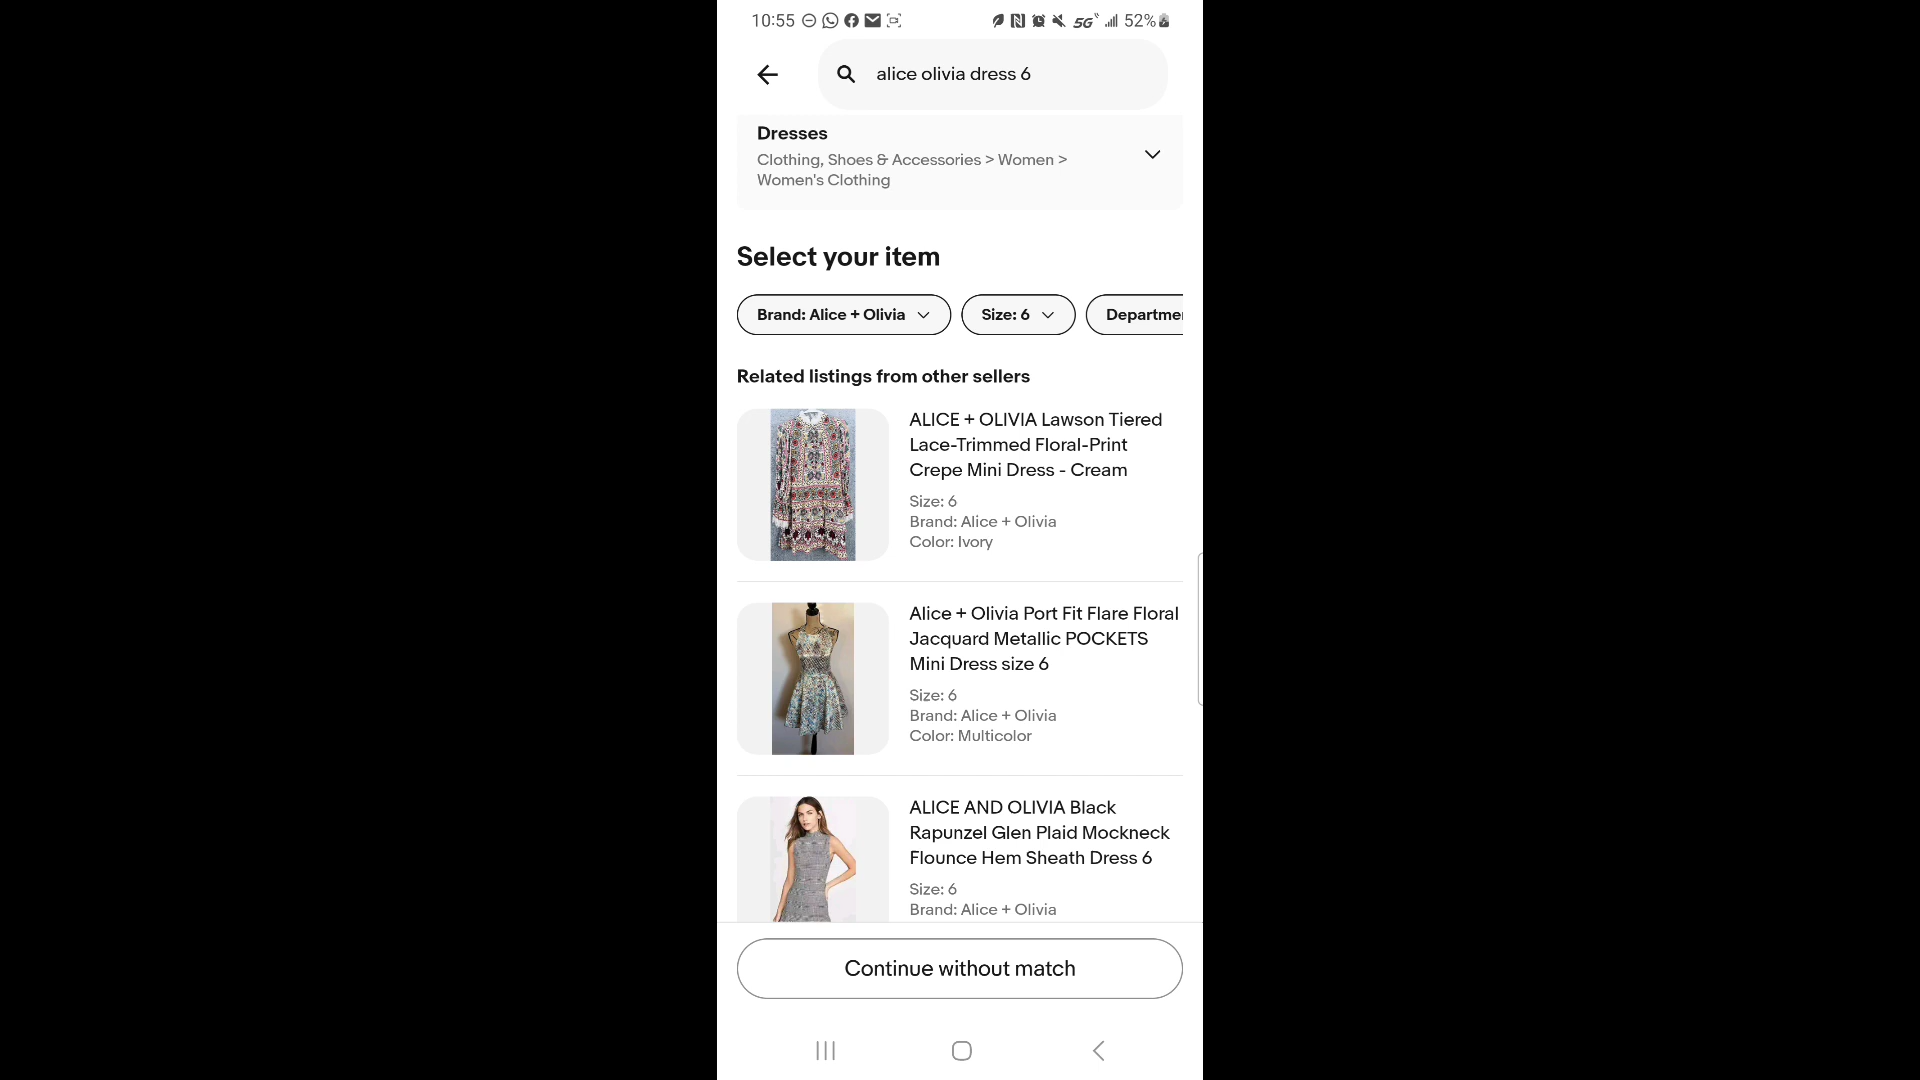 10:55
5G 52%
alice olivia dress 6
Dresses
Clothing, Shoes & Accessories > Women >
Women's Clothing
Select your item
Brand: Alice + Olivia
Size: 6
Departmen
Related listings from other sellers
ALICE + OLIVIA Lawson Tiered
Lace-Trimmed Floral-Print
Crepe Mini Dress - Cream
Size: 6
Brand: Alice + Olivia
Color: Ivory
Alice + Olivia Port Fit Flare Floral
Jacquard Metallic POCKETS
Mini Dress size 6
Size: 6
Brand: Alice + Olivia
Color: Multicolor
ALICE AND OLIVIA Black
Rapunzel Glen Plaid Mockneck
Flounce Hem Sheath Dress 6
Size: 6
Brand: Alice + Olivia
Continue without match